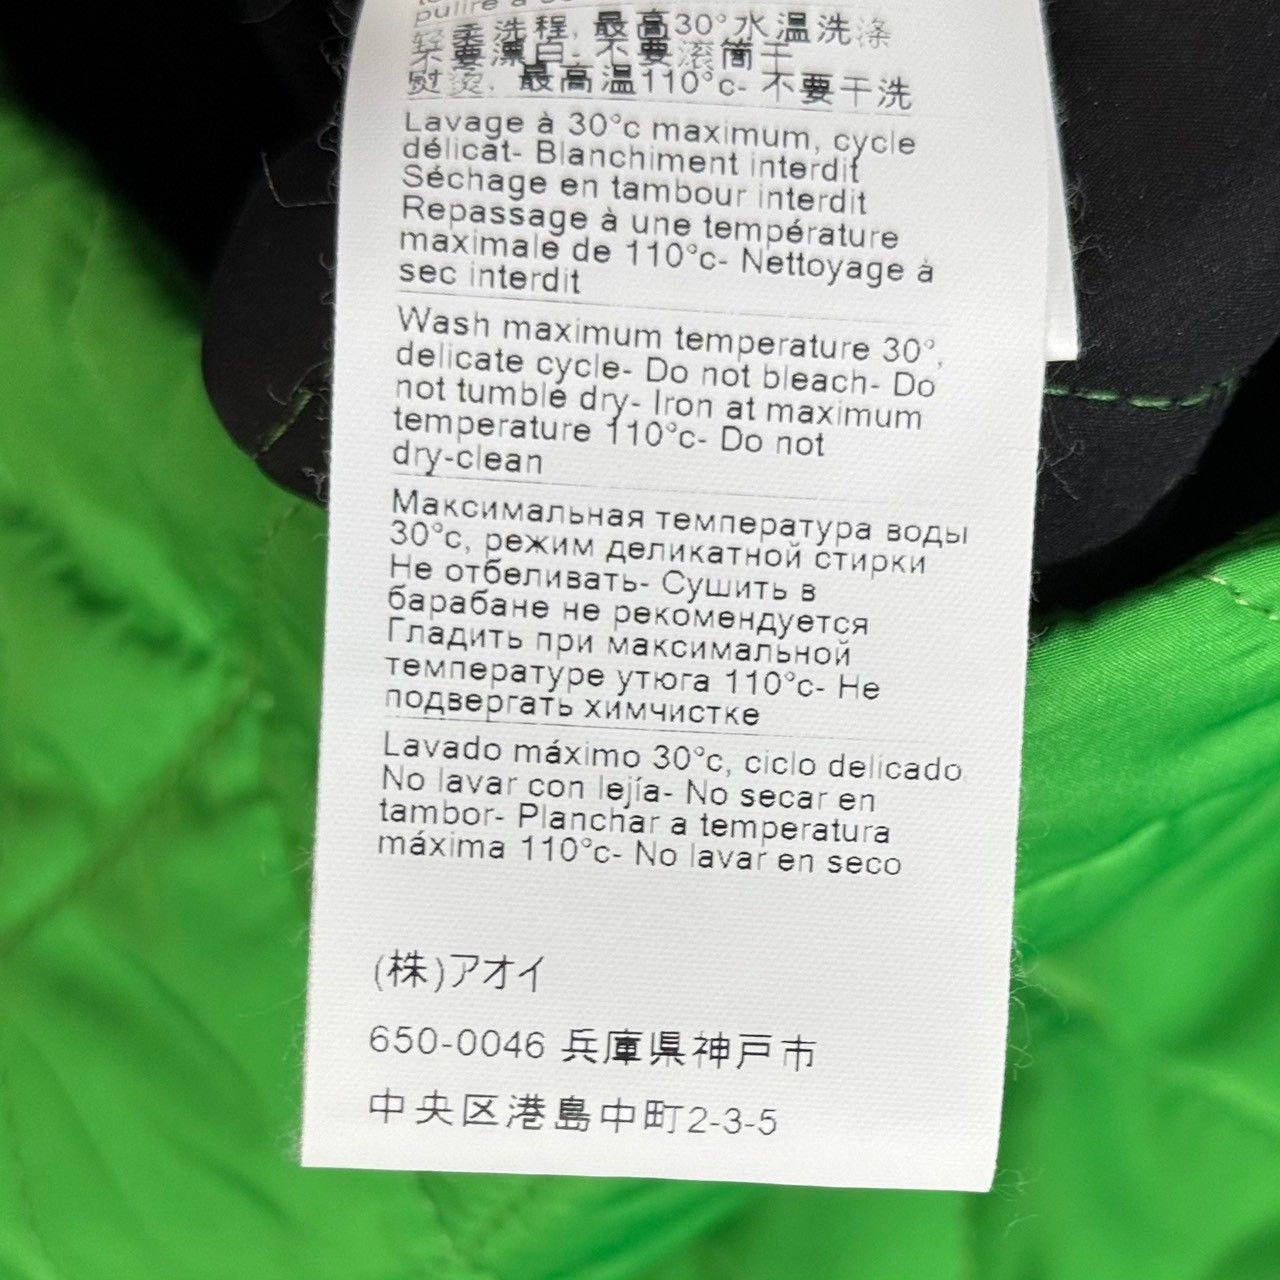 pulire a
轻柔洗程, 最高30°水温洗涤
不要漂白- 不要滚筒干
熨烫, 最高温110°c- 不要干洗
Lavage à 30°c maximum, cycle
délicat- Blanchiment interdit
Séchage en tambour interdit
Repassage à une température
maximale de 110°c- Nettoyage à
sec interdit
Wash maximum temperature 30°,
delicate cycle- Do not bleach- Do
not tumble dry- Iron at maximum
temperature 110°c- Do not
dry-clean
Максимальная температура воды
30°c, режим деликатной стирки
Не отбеливать- Сушить в
барабане не рекомендуется
Гладить при максимальной
температуре утюга 110°c- Не
подвергать химчистке
Lavado máximo 30°c, ciclo delicado
No lavar con lejía- No secar en
tambor- Planchar a temperatura
máxima 110°c- No lavar en seco
(株)アオイ
650-0046 兵庫県神戸市
中央区港島中町2-3-5